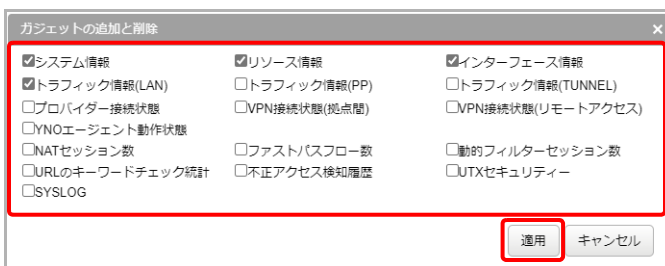 ガジェットの追加と削除 ×
☑システム情報 ☑リソース情報 ☑インターフェース情報
☑トラフィック情報(LAN) □トラフィック情報(PP) □トラフィック情報(TUNNEL)
□プロバイダー接続状態 □VPN接続状態(拠点間) □VPN接続状態(リモートアクセス)
□YNOエージェント動作状態
□NATセッション数 □ファストパスフロー数 □動的フィルターセッション数
□URLのキーワードチェック統計 □不正アクセス検知履歴 □UTXセキュリティー
□SYSLOG
適用 キャンセル